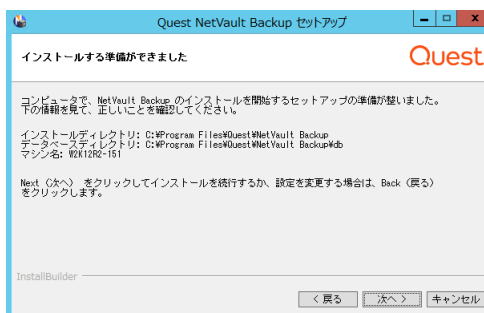 Quest NetVault Backup セットアップ
インストールする準備ができました
Quest
コンピュータで、NetVault Backup のインストールを開始するセットアップの準備が整いました。
下の情報を見て、正しいことを確認してください。
インストールディレクトリ: C:¥Program Files¥Quest¥NetVault Backup
データベースディレクトリ: C:¥Program Files¥Quest¥NetVault Backup¥db
マシン名: W2K12R2-151
Next（次へ） をクリックしてインストールを続行するか、設定を変更する場合は、Back（戻る）
をクリックします。
InstallBuilder
< 戻る
次へ >
キャンセル